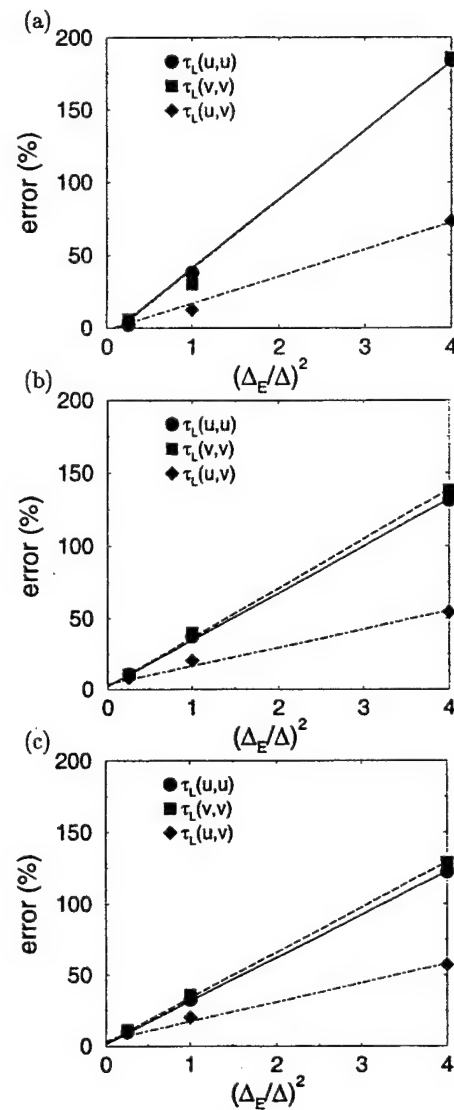 (a)
200
150
100
50
0
error (%)
τL(u,u)
τL(v,v)
τL(u,v)
0 1 2 3 4
(ΔE/Δ)²
(b)
200
150
100
50
0
error (%)
τL(u,u)
τL(v,v)
τL(u,v)
0 1 2 3 4
(ΔE/Δ)²
(c)
200
150
100
50
0
error (%)
τL(u,u)
τL(v,v)
τL(u,v)
0 1 2 3 4
(ΔE/Δ)²